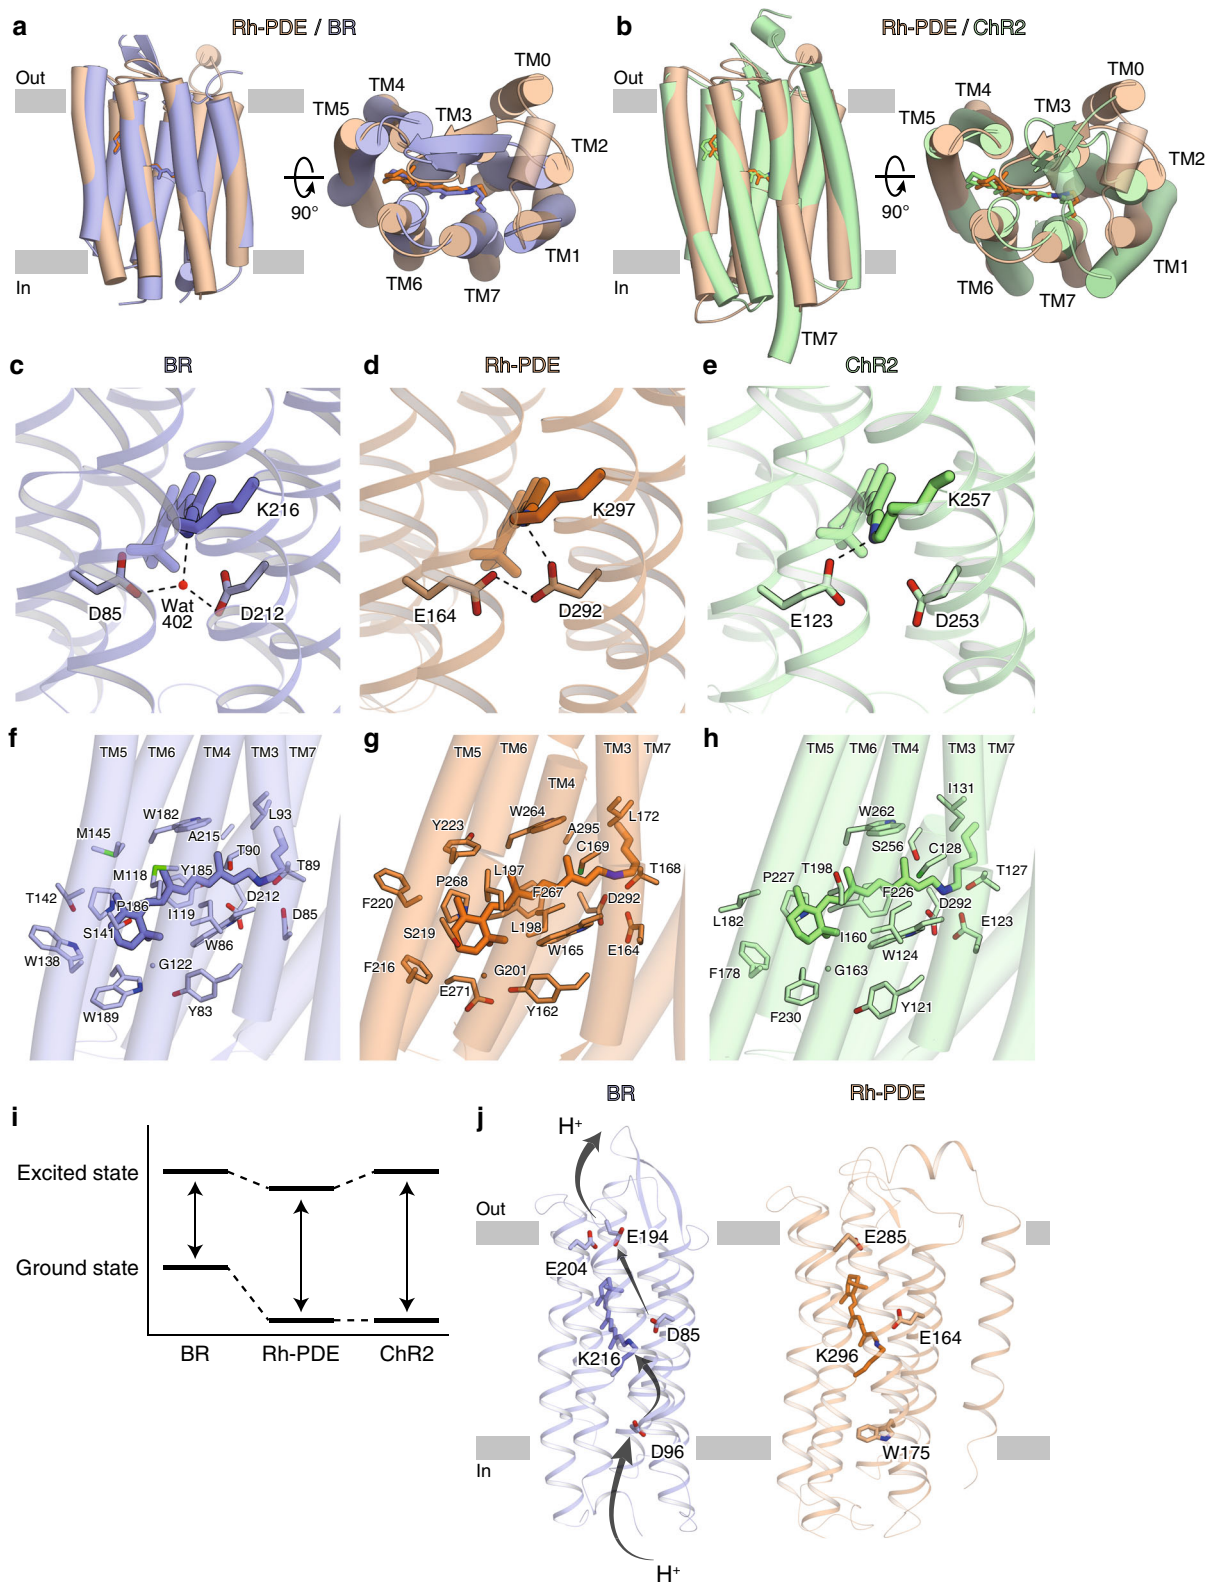 a
Rh-PDE / BR
Out
In
90°
TM0
TM4
TM5
TM3
TM2
TM1
TM6
TM7
b
Rh-PDE / ChR2
Out
In
TM7
90°
TM0
TM4
TM3
TM5
TM2
TM1
TM6
TM7
c
BR
K216
D85
Wat
402
D212
d
Rh-PDE
K297
E164
D292
e
ChR2
K257
E123
D253
f
TM5
TM6
TM4
TM3
TM7
W182
L93
M145
A215
T90
M118
Y185
T89
T142
P186
D212
I119
D85
S141
W86
W138
G122
W189
Y83
g
TM5
TM6
TM4
TM3
TM7
W264
L172
Y223
A295
C169
L197
T168
P268
F267
F220
D292
S219
L198
W165
E164
F216
G201
E271
Y162
h
TM5
TM6
TM4
TM3
TM7
I131
W262
S256
C128
T198
T127
P227
F226
D292
L182
E123
I160
W124
F178
G163
F230
Y121
i
Excited state
Ground state
BR
Rh-PDE
ChR2
j
BR
Rh-PDE
H+
Out
E194
E204
D85
K216
D96
In
H+
E285
E164
K296
W175